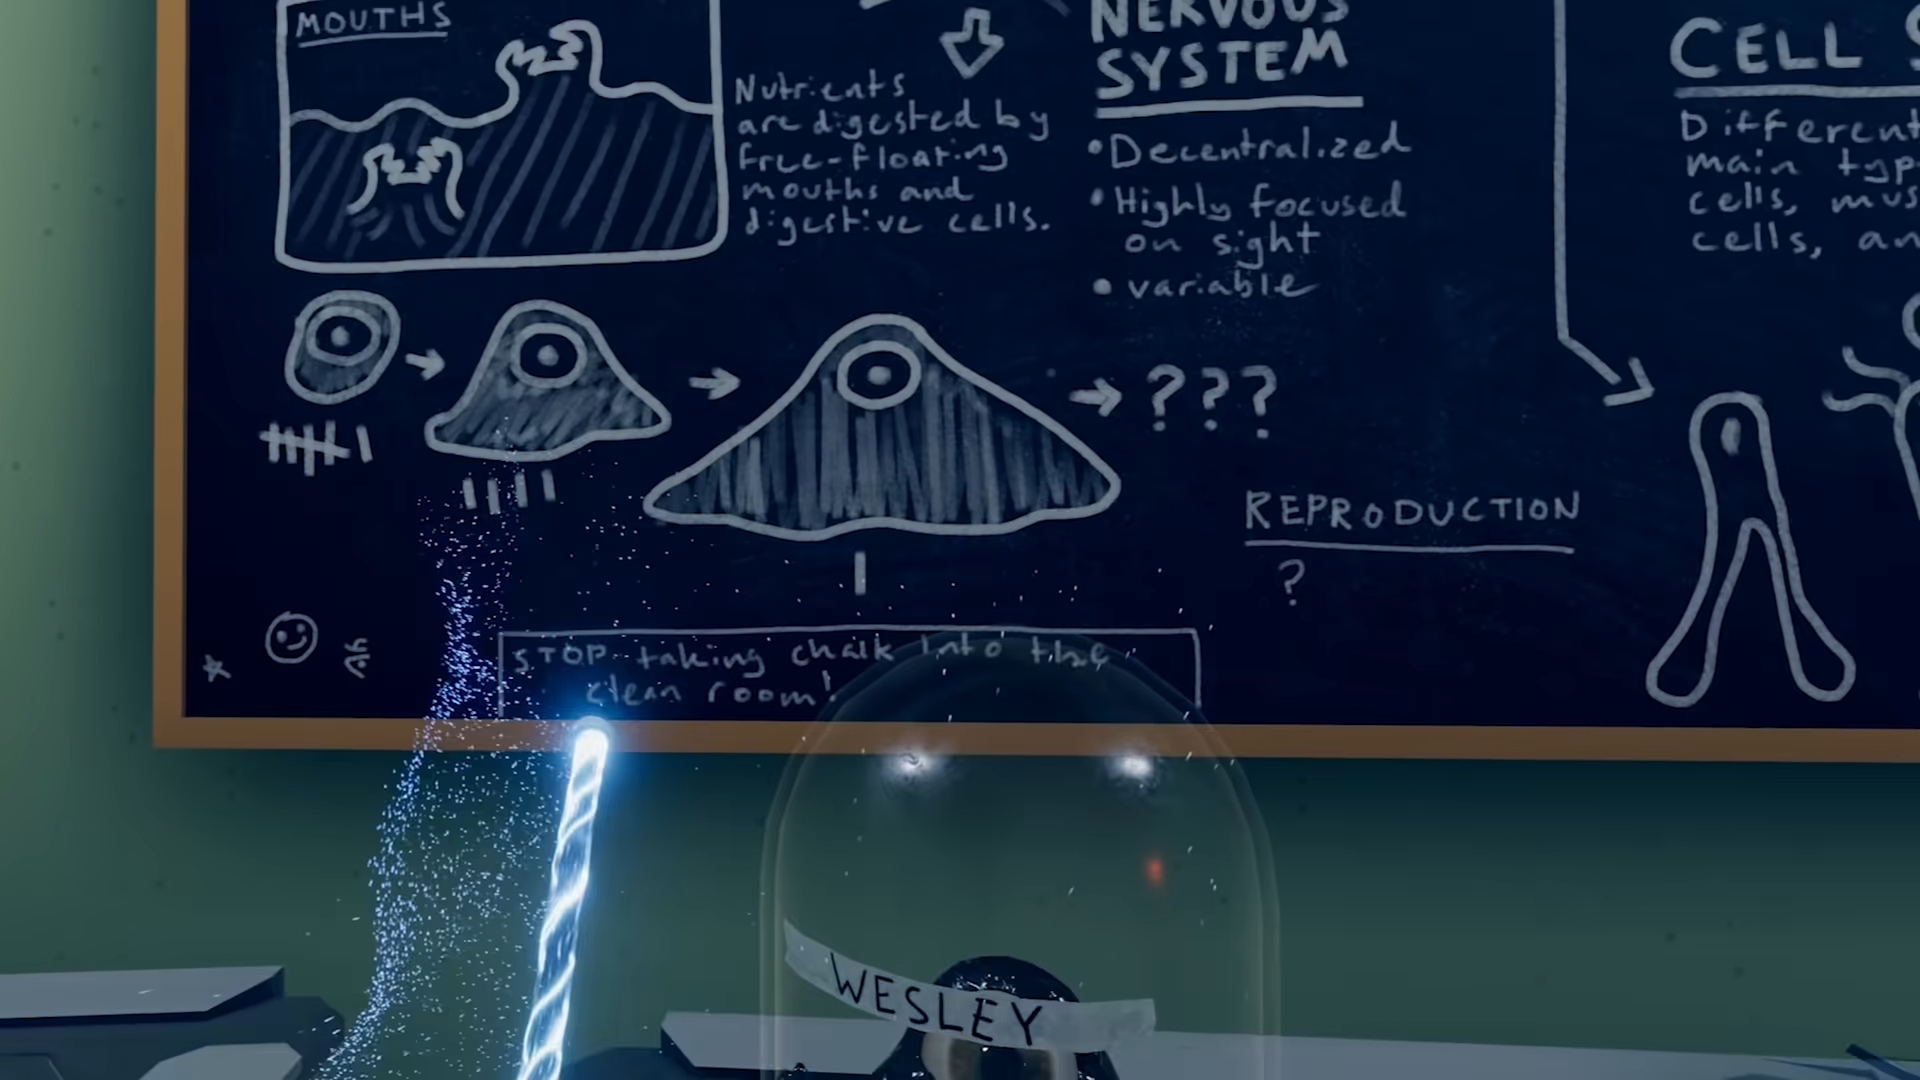 MOUTHS
Nutrients
are digested by
free-floating
mouths and
digestive cells.
NERVOUS
SYSTEM
•Decentralized
•Highly focused
on sight
•variable
CELL
Different
main
cells,
cells,
???
REPRODUCTION
?
STOP taking chalk into the
clean room!
WESLEY